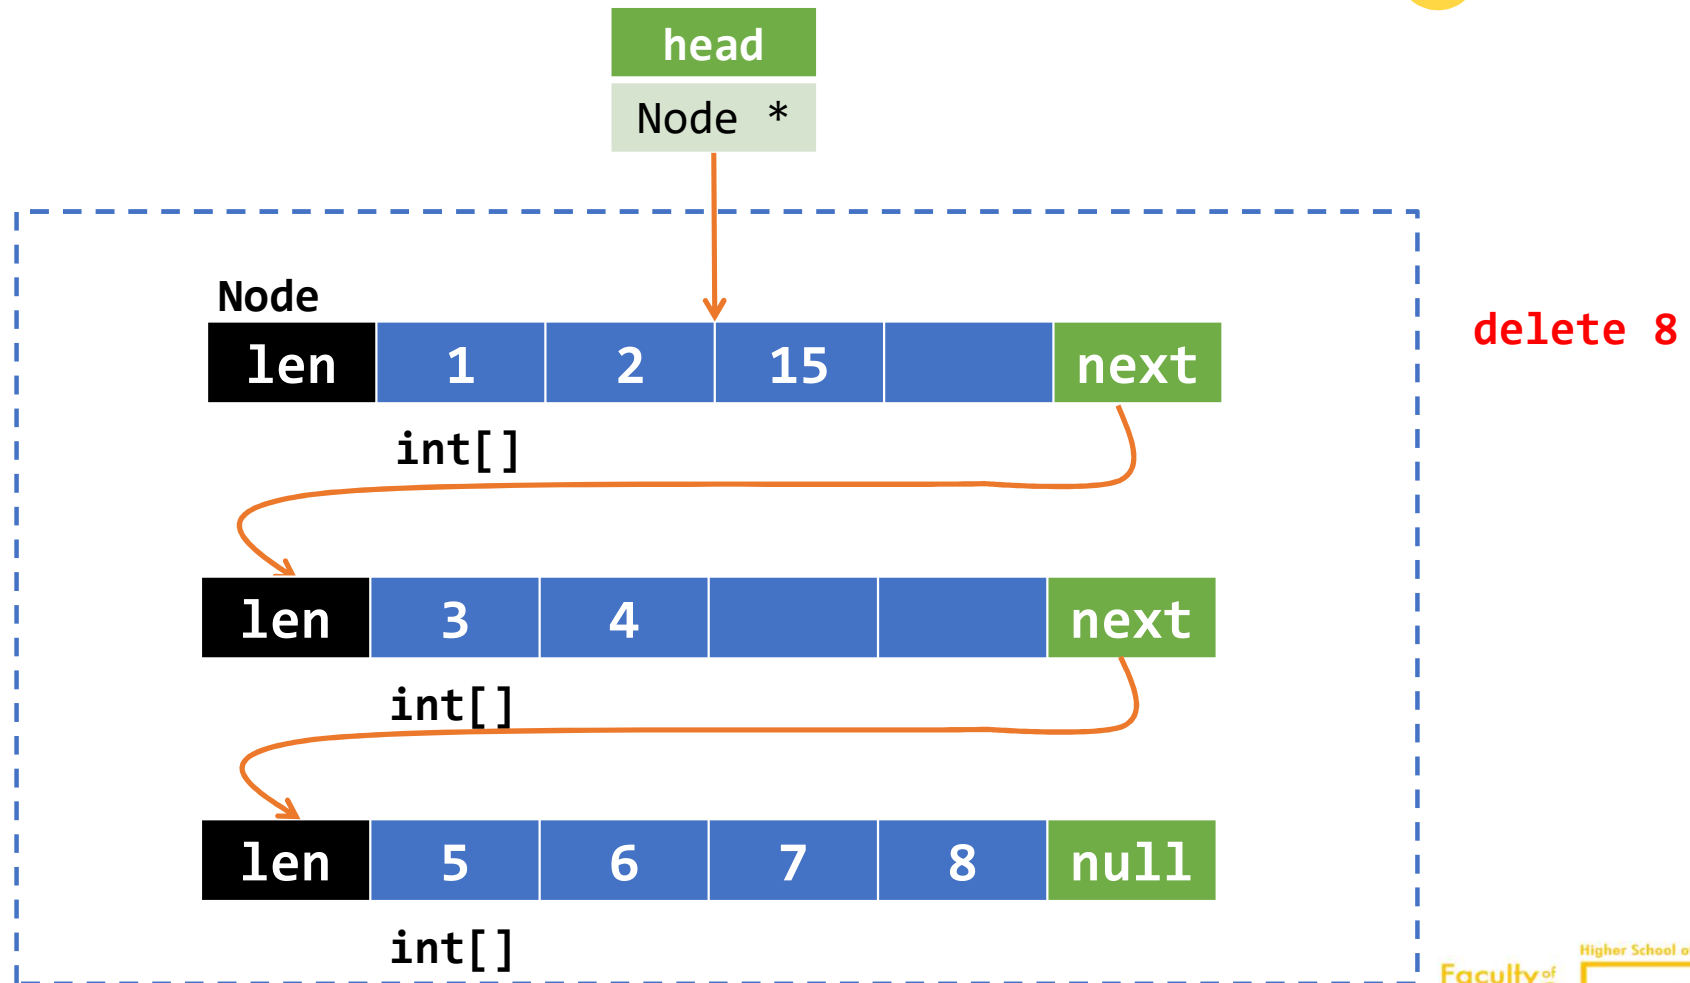 head
Node *
Node
len 1 2 15 next
delete 8
int[]
len 3 4 next
int[]
len 5 6 7 8 null
int[]
Higher School o
Faculty of